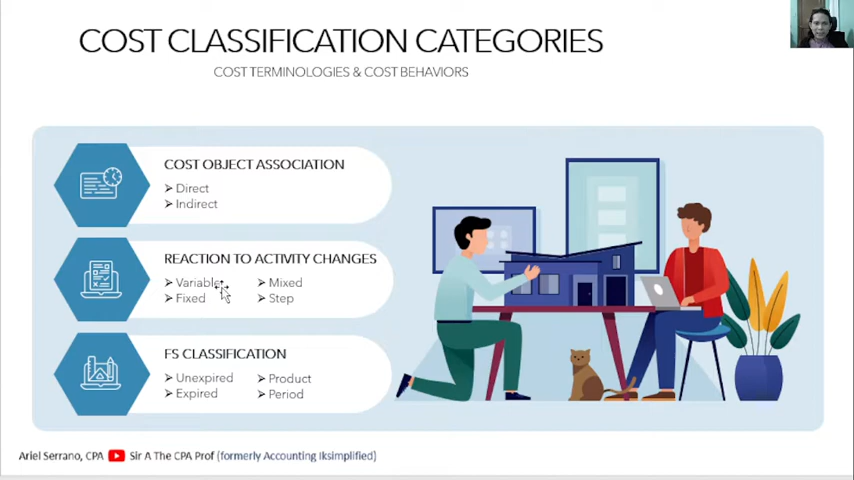 COST CLASSIFICATION CATEGORIES
COST TERMINOLOGIES & COST BEHAVIORS
COST OBJECT ASSOCIATION
➤ Direct
➤ Indirect
REACTION TO ACTIVITY CHANGES
➤ Variable ➤ Mixed
➤ Fixed ➤ Step
FS CLASSIFICATION
➤ Unexpired ➤ Product
➤ Expired ➤ Period
Ariel Serrano, CPA Sir A The CPA Prof (formerly Accounting Iksimplified)